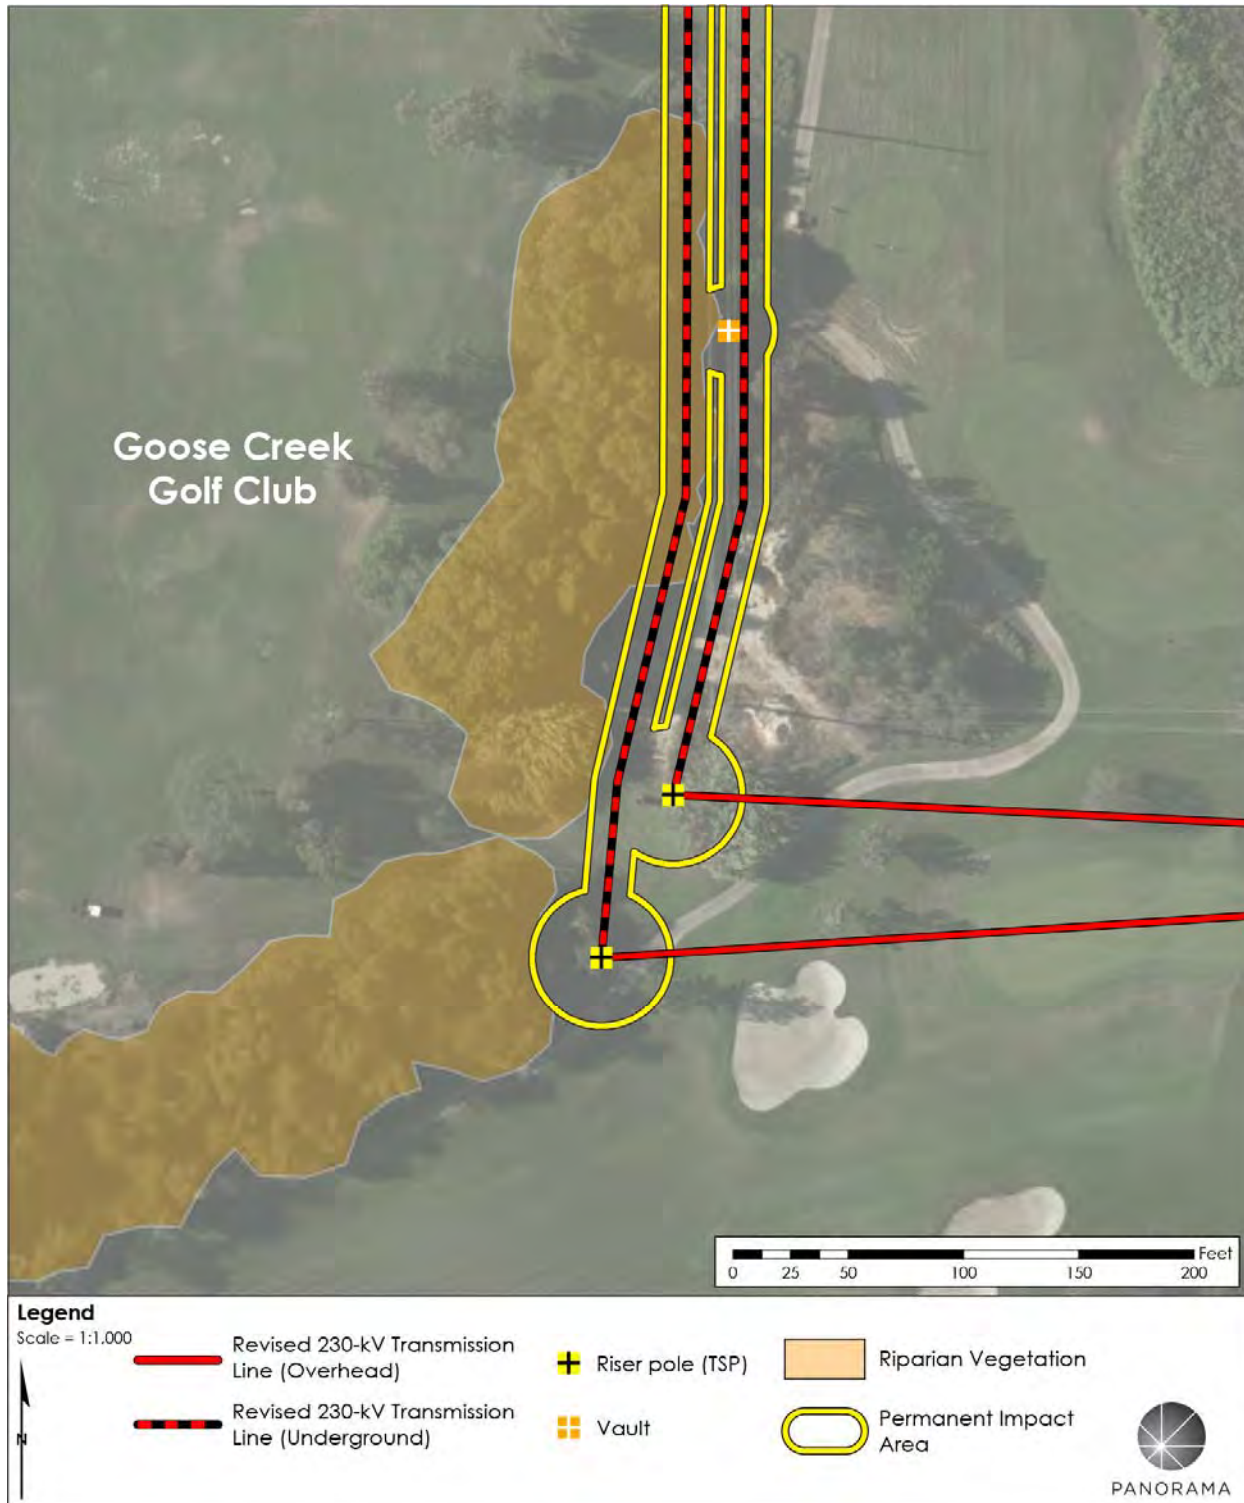 Goose Creek
Golf Club
Feet
0 25 50 100 150 200
Legend
Scale = 1:1,000
Revised 230-kV Transmission
Line (Overhead)
Revised 230-kV Transmission
Line (Underground)
Riser pole (TSP)
Vault
Riparian Vegetation
Permanent Impact
Area
N
PANORAMA